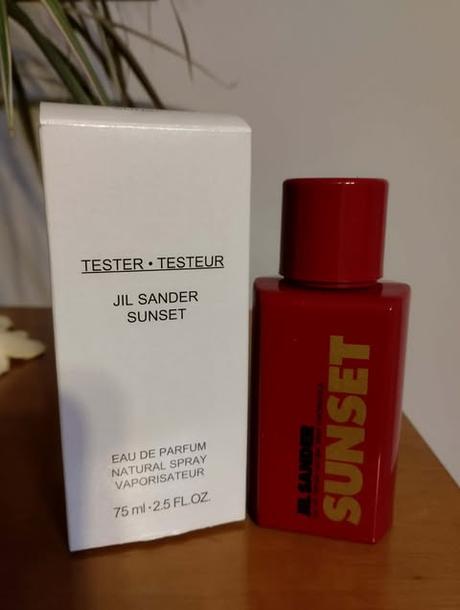 TESTER • TESTEUR
JIL SANDER
SUNSET
EAU DE PARFUM
NATURAL SPRAY
VAPORISATEUR
75 ml • 2.5 FL.OZ.
JIL SANDER
SUNSET